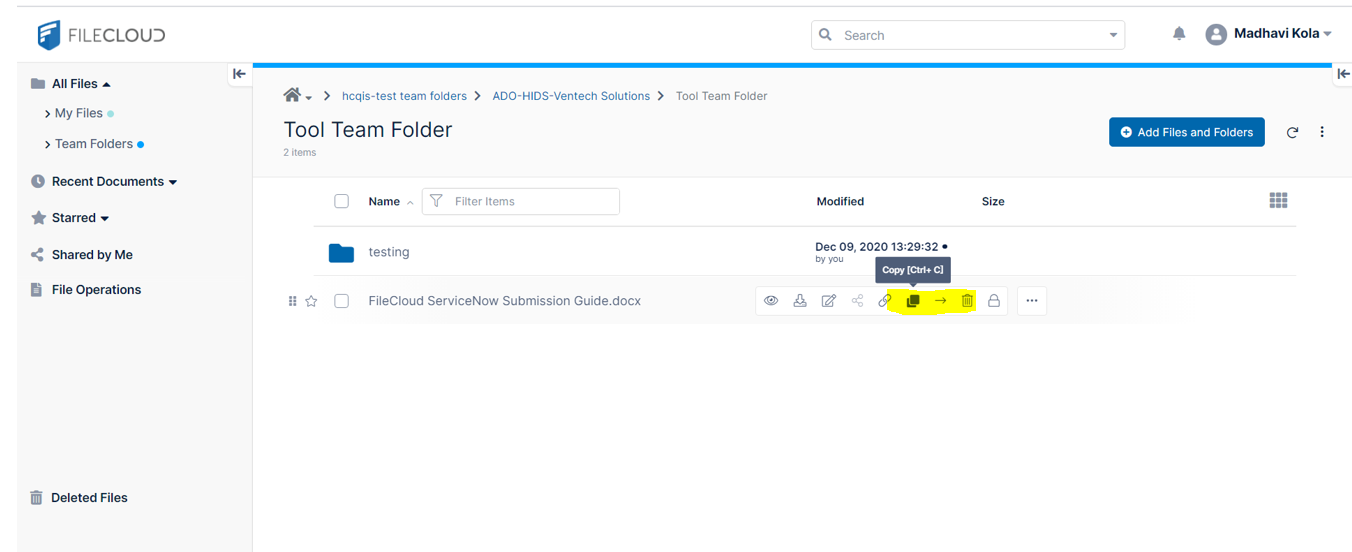 FILECLOUD
Search
Madhavi Kola
All Files
My Files
Team Folders
Recent Documents
Starred
Shared by Me
File Operations
Deleted Files
hcqis-test team folders
ADO-HIDS-Ventech Solutions
Tool Team Folder
Tool Team Folder
2 items
Add Files and Folders
Name
Filter Items
Modified
Size
testing
Dec 09, 2020 13:29:32
by you
Copy [Ctrl+ C]
FileCloud ServiceNow Submission Guide.docx